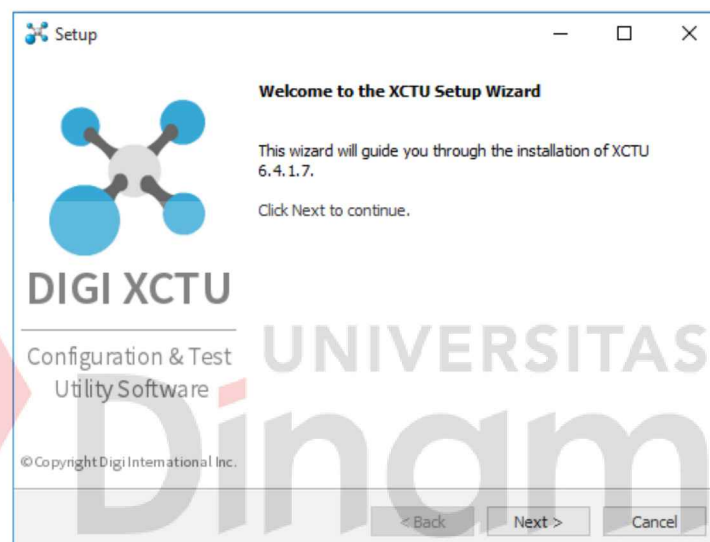 Setup
Welcome to the XCTU Setup Wizard
This wizard will guide you through the installation of XCTU
6.4.1.7.
Click Next to continue.
DIGI XCTU
Configuration & Test
Utility Software
©Copyright Digi International Inc.
UNIVERSITAS
Dinam
< Back
Next >
Cancel